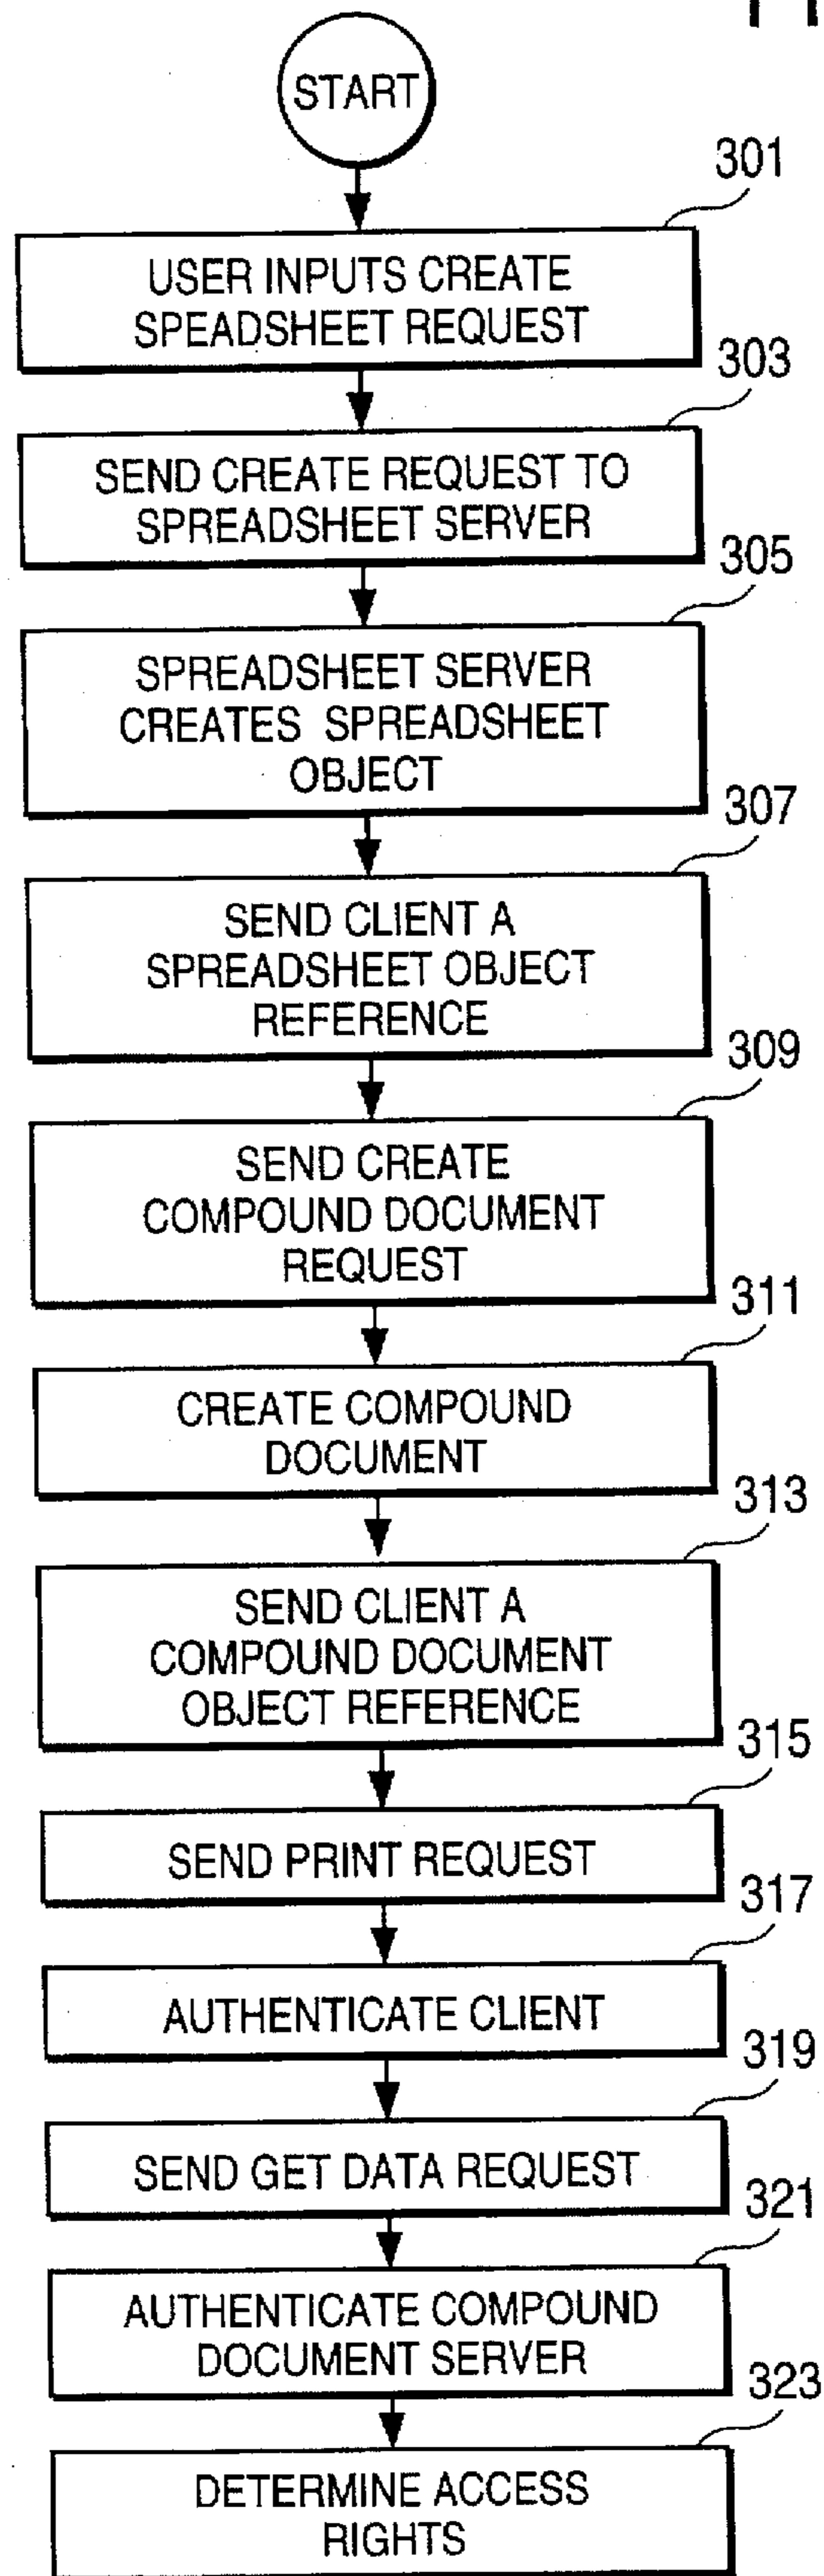 START
301
USER INPUTS CREATE
SPEADSHEET REQUEST
303
SEND CREATE REQUEST TO
SPREADSHEET SERVER
305
SPREADSHEET SERVER
CREATES SPREADSHEET
OBJECT
307
SEND CLIENT A
SPREADSHEET OBJECT
REFERENCE
309
SEND CREATE
COMPOUND DOCUMENT
REQUEST
311
CREATE COMPOUND
DOCUMENT
313
SEND CLIENT A
COMPOUND DOCUMENT
OBJECT REFERENCE
315
SEND PRINT REQUEST
317
AUTHENTICATE CLIENT
319
SEND GET DATA REQUEST
321
AUTHENTICATE COMPOUND
DOCUMENT SERVER
323
DETERMINE ACCESS
RIGHTS